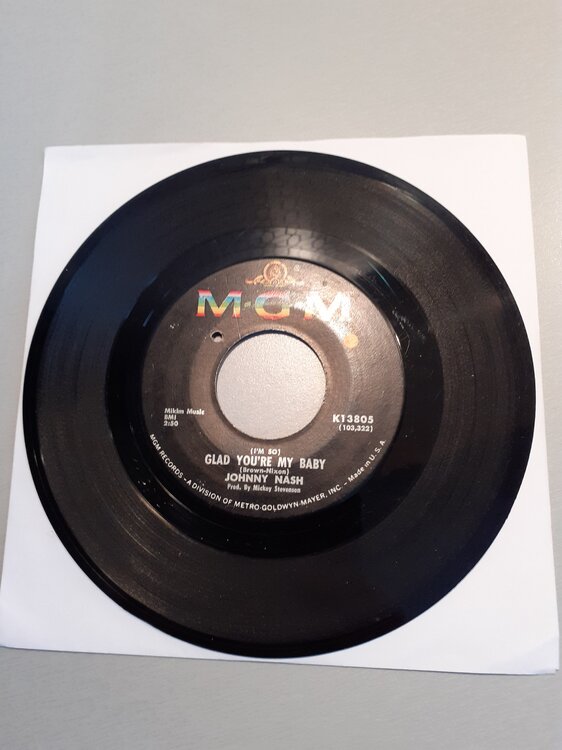 M-G-M
Mikim Music
BMI
2:50
K13805
(103,322)
(I'M SO)
GLAD YOU'RE MY BABY
(Brown-Nixon)
JOHNNY NASH
Prod. By Mickey Stevenson
MGM RECORDS - A DIVISION OF METRO-GOLDWYN-MAYER, INC. - Made in U.S.A.